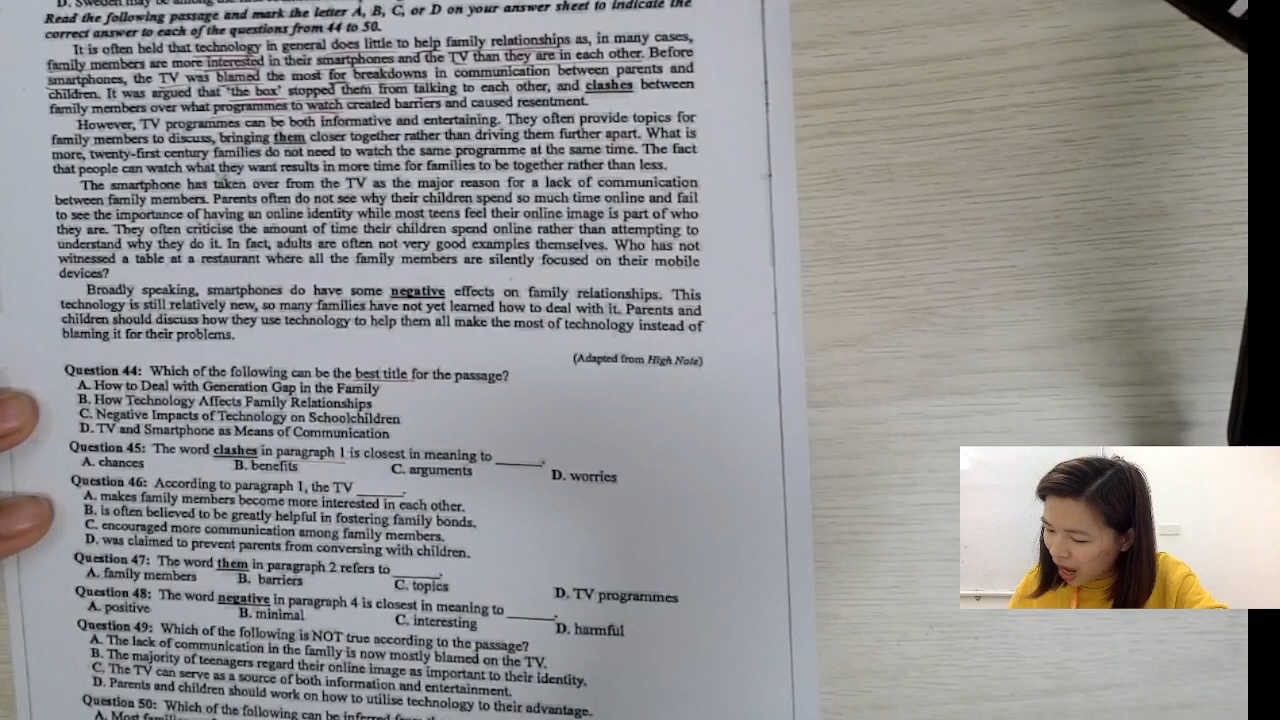 D. Sweden may be among the
Read the following passage and mark the letter A, B, C, or D on your answer sheet to indicate the
correct answer to each of the questions from 44 to 50.
It is often held that technology in general does little to help family relationships as, in many cases,
family members are more interested in their smartphones and the TV than they are in each other. Before
smartphones, the TV was blamed the most for breakdowns in communication between parents and
children. It was argued that 'the box' stopped them from talking to each other, and clashes between
family members over what programmes to watch created barriers and caused resentment.
However, TV programmes can be both informative and entertaining. They often provide topics for
family members to discuss, bringing them closer together rather than driving them further apart. What is
more, twenty-first century families do not need to watch the same programme at the same time. The fact
that people can watch what they want results in more time for families to be together rather than less.
The smartphone has taken over from the TV as the major reason for a lack of communication
between family members. Parents often do not see why their children spend so much time online and fail
to see the importance of having an online identity while most teens feel their online image is part of who
they are. They often criticise the amount of time their children spend online rather than attempting to
understand why they do it. In fact, adults are often not very good examples themselves. Who has not
witnessed a table at a restaurant where all the family members are silently focused on their mobile
devices?
Broadly speaking, smartphones do have some negative effects on family relationships. This
technology is still relatively new, so many families have not yet learned how to deal with it. Parents and
children should discuss how they use technology to help them all make the most of technology instead of
blaming it for their problems.
(Adapted from High Note)
Question 44: Which of the following can be the best title for the passage?
A. How to Deal with Generation Gap in the Family
B. How Technology Affects Family Relationships
C. Negative Impacts of Technology on Schoolchildren
D. TV and Smartphone as Means of Communication
Question 45: The word clashes in paragraph 1 is closest in meaning to ______.
A. chances B. benefits C. arguments D. worries
Question 46: According to paragraph 1, the TV ______.
A. makes family members become more interested in each other.
B. is often believed to be greatly helpful in fostering family bonds.
C. encouraged more communication among family members.
D. was claimed to prevent parents from conversing with children.
Question 47: The word them in paragraph 2 refers to ______.
A. family members B. barriers C. topics D. TV programmes
Question 48: The word negative in paragraph 4 is closest in meaning to ______.
A. positive B. minimal C. interesting D. harmful
Question 49: Which of the following is NOT true according to the passage?
A. The lack of communication in the family is now mostly blamed on the TV.
B. The majority of teenagers regard their online image as important to their identity.
C. The TV can serve as a source of both information and entertainment.
D. Parents and children should work on how to utilise technology to their advantage.
Question 50: Which of the following can be inferred from
A. Most